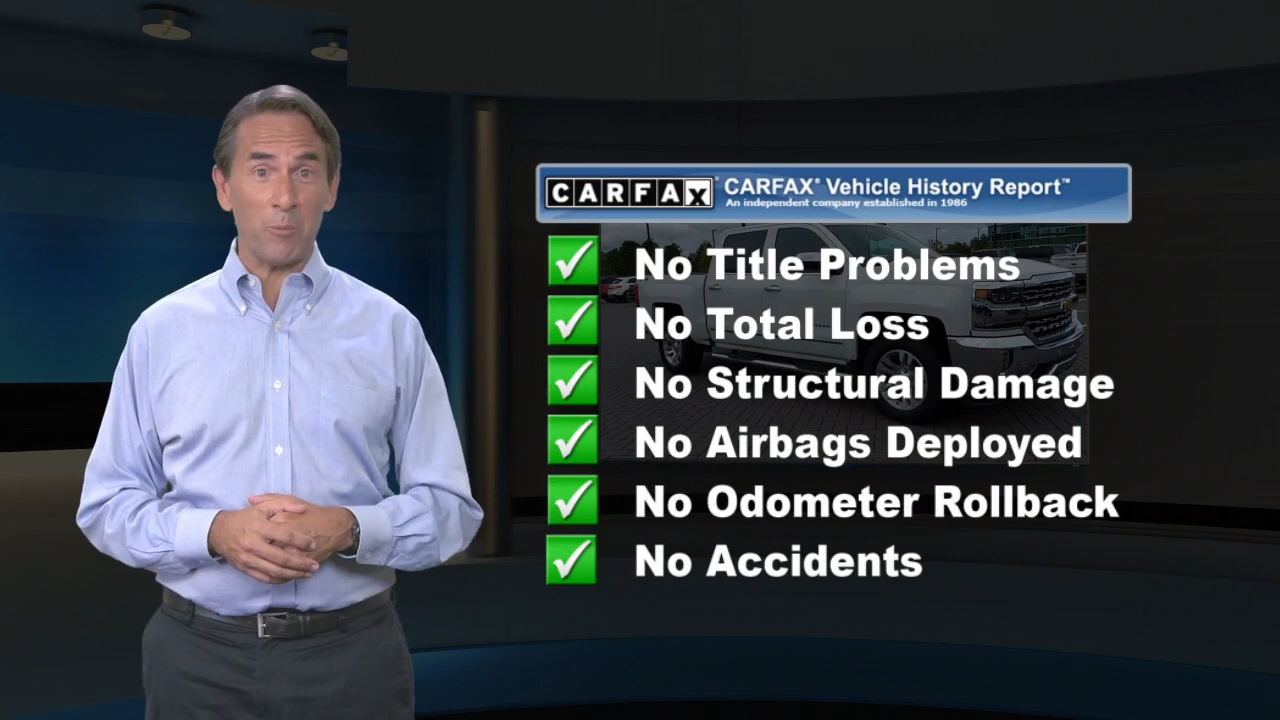 CARFAX® CARFAX® Vehicle History Report™
An independent company established in 1986
No Title Problems
No Total Loss
No Structural Damage
No Airbags Deployed
No Odometer Rollback
No Accidents